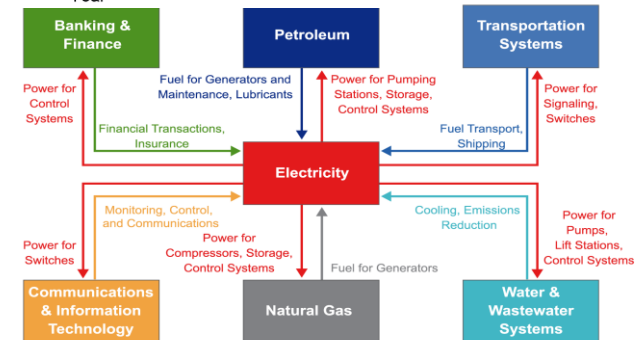 Banking &
Finance
Petroleum
Transportation
Systems
Power for
Control
Systems
Fuel for Generators and
Maintenance, Lubricants
Power for Pumping
Stations, Storage,
Control Systems
Power for
Signaling,
Switches
Financial Transactions,
Insurance
Fuel Transport,
Shipping
Electricity
Monitoring, Control,
and Communications
Cooling, Emissions
Reduction
Power for
Switches
Power for
Compressors, Storage,
Control Systems
Fuel for Generators
Power for
Pumps,
Lift Stations,
Control Systems
Communications
& Information
Technology
Natural Gas
Water &
Wastewater
Systems